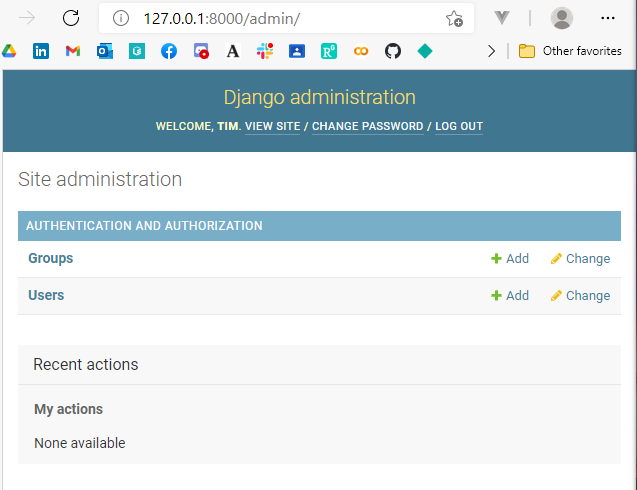 127.0.0.1:8000/admin/
Other favorites
Django administration
WELCOME, TIM. VIEW SITE / CHANGE PASSWORD / LOG OUT
Site administration
AUTHENTICATION AND AUTHORIZATION
Groups Add Change
Users Add Change
Recent actions
My actions
None available